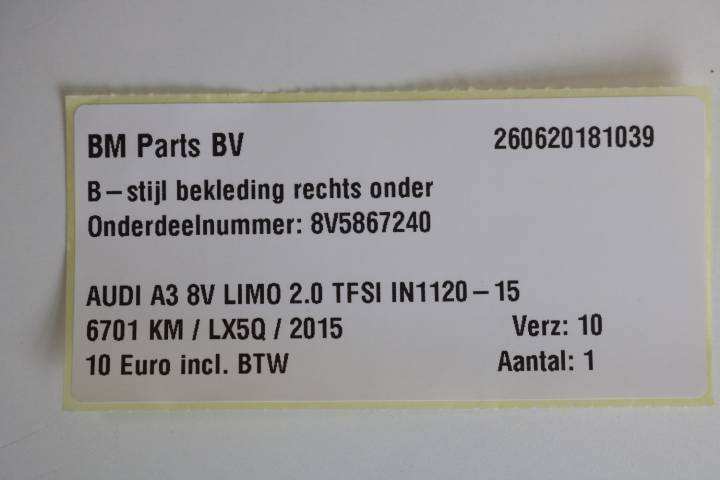 BM Parts BV 260620181039
B-stijl bekleding rechts onder
Onderdeelnummer: 8V5867240
AUDI A3 8V LIMO 2.0 TFSI IN1120-15
6701 KM / LX5Q / 2015 Verz: 10
10 Euro incl. BTW Aantal: 1